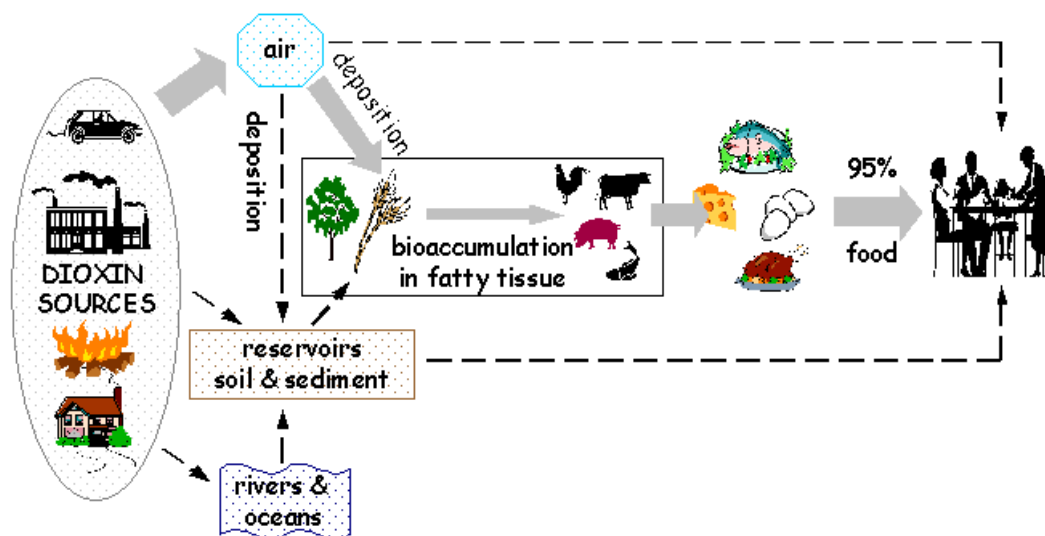 air
deposition
deposition
DIOXIN
SOURCES
bioaccumulation
in fatty tissue
95%
food
reservoirs
soil & sediment
rivers &
oceans